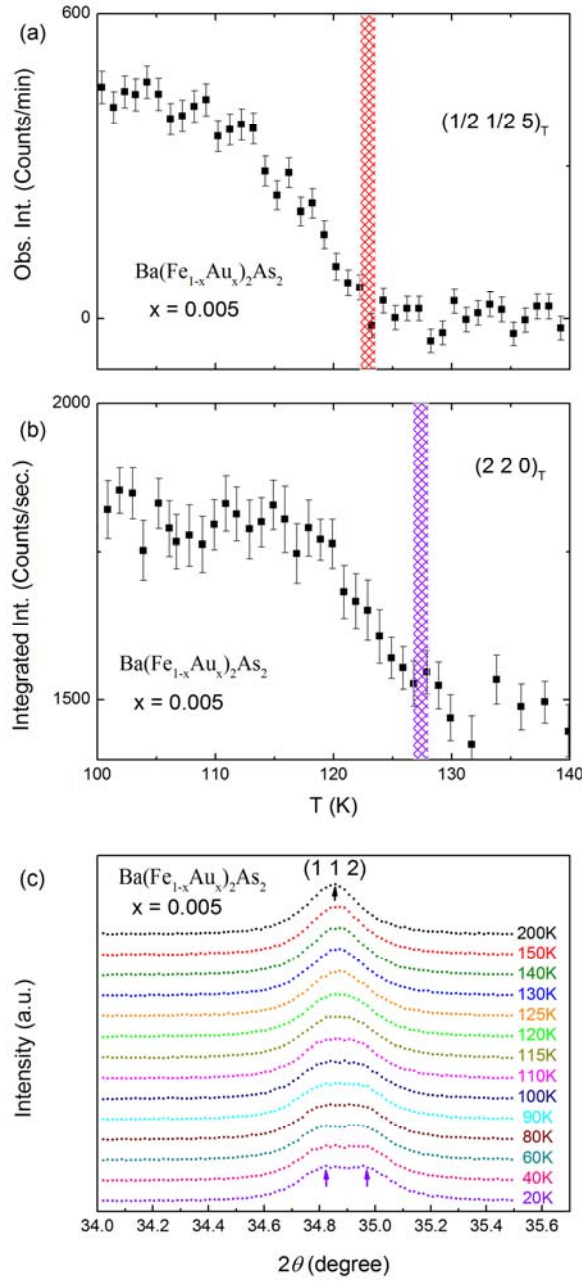 (a)
600
(1/2 1/2 5)T
Obs. Int. (Counts/min)
300
Ba(Fe1-xAux)2As2
x = 0.005
0
(b)
2000
(2 2 0)T
Integrated Int. (Counts/sec.)
1750
Ba(Fe1-xAux)2As2
x = 0.005
1500
100 110 120 130 140
T (K)
(c)
Ba(Fe1-xAux)2As2
x = 0.005
(1 1 2)
Intensity (a.u.)
200K
150K
140K
130K
125K
120K
115K
110K
100K
90K
80K
60K
40K
20K
34.0 34.2 34.4 34.6 34.8 35.0 35.2 35.4 35.6
2θ (degree)